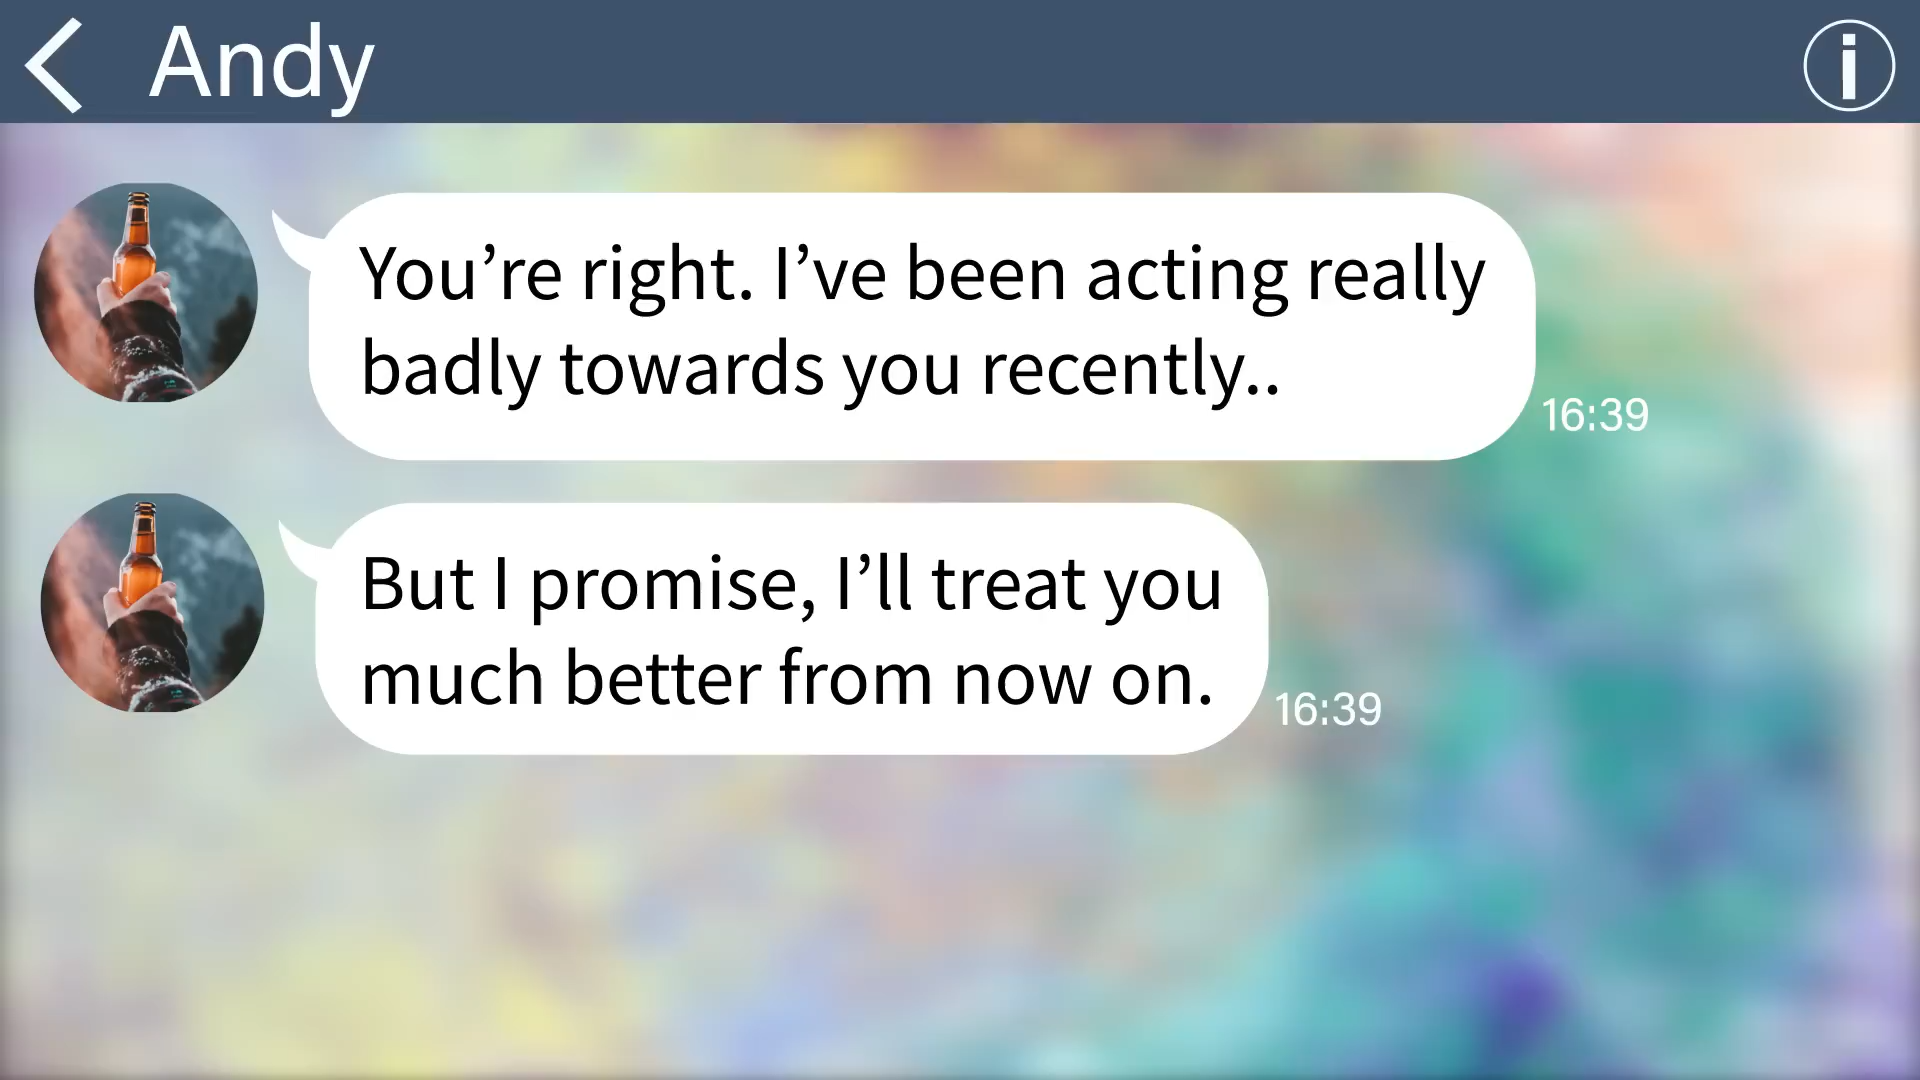 Andy
You’re right. I’ve been acting really
badly towards you recently..
16:39
But I promise, I’ll treat you
much better from now on.
16:39